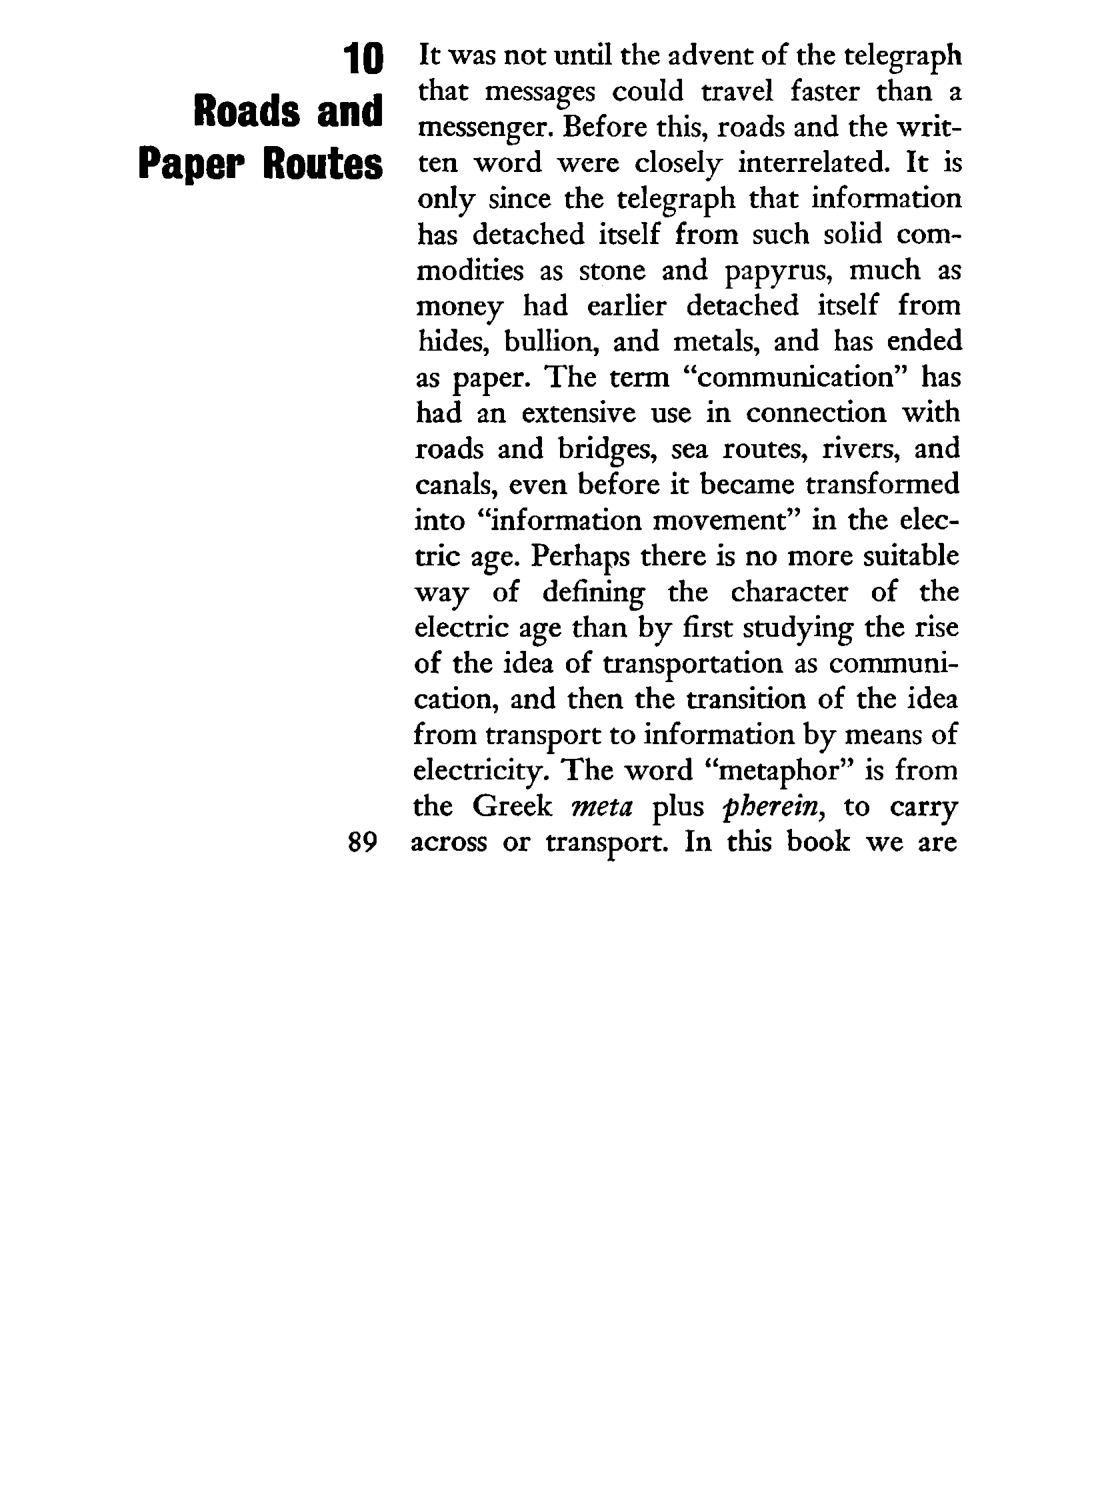 10
Roads and
Paper Routes
It was not until the advent of the telegraph
that messages could travel faster than a
messenger. Before this, roads and the writ-
ten word were closely interrelated. It is
only since the telegraph that information
has detached itself from such solid com-
modities as stone and papyrus, much as
money had earlier detached itself from
hides, bullion, and metals, and has ended
as paper. The term “communication” has
had an extensive use in connection with
roads and bridges, sea routes, rivers, and
canals, even before it became transformed
into “information movement” in the elec-
tric age. Perhaps there is no more suitable
way of defining the character of the
electric age than by first studying the rise
of the idea of transportation as communi-
cation, and then the transition of the idea
from transport to information by means of
electricity. The word “metaphor” is from
the Greek meta plus pherein, to carry
across or transport. In this book we are
89